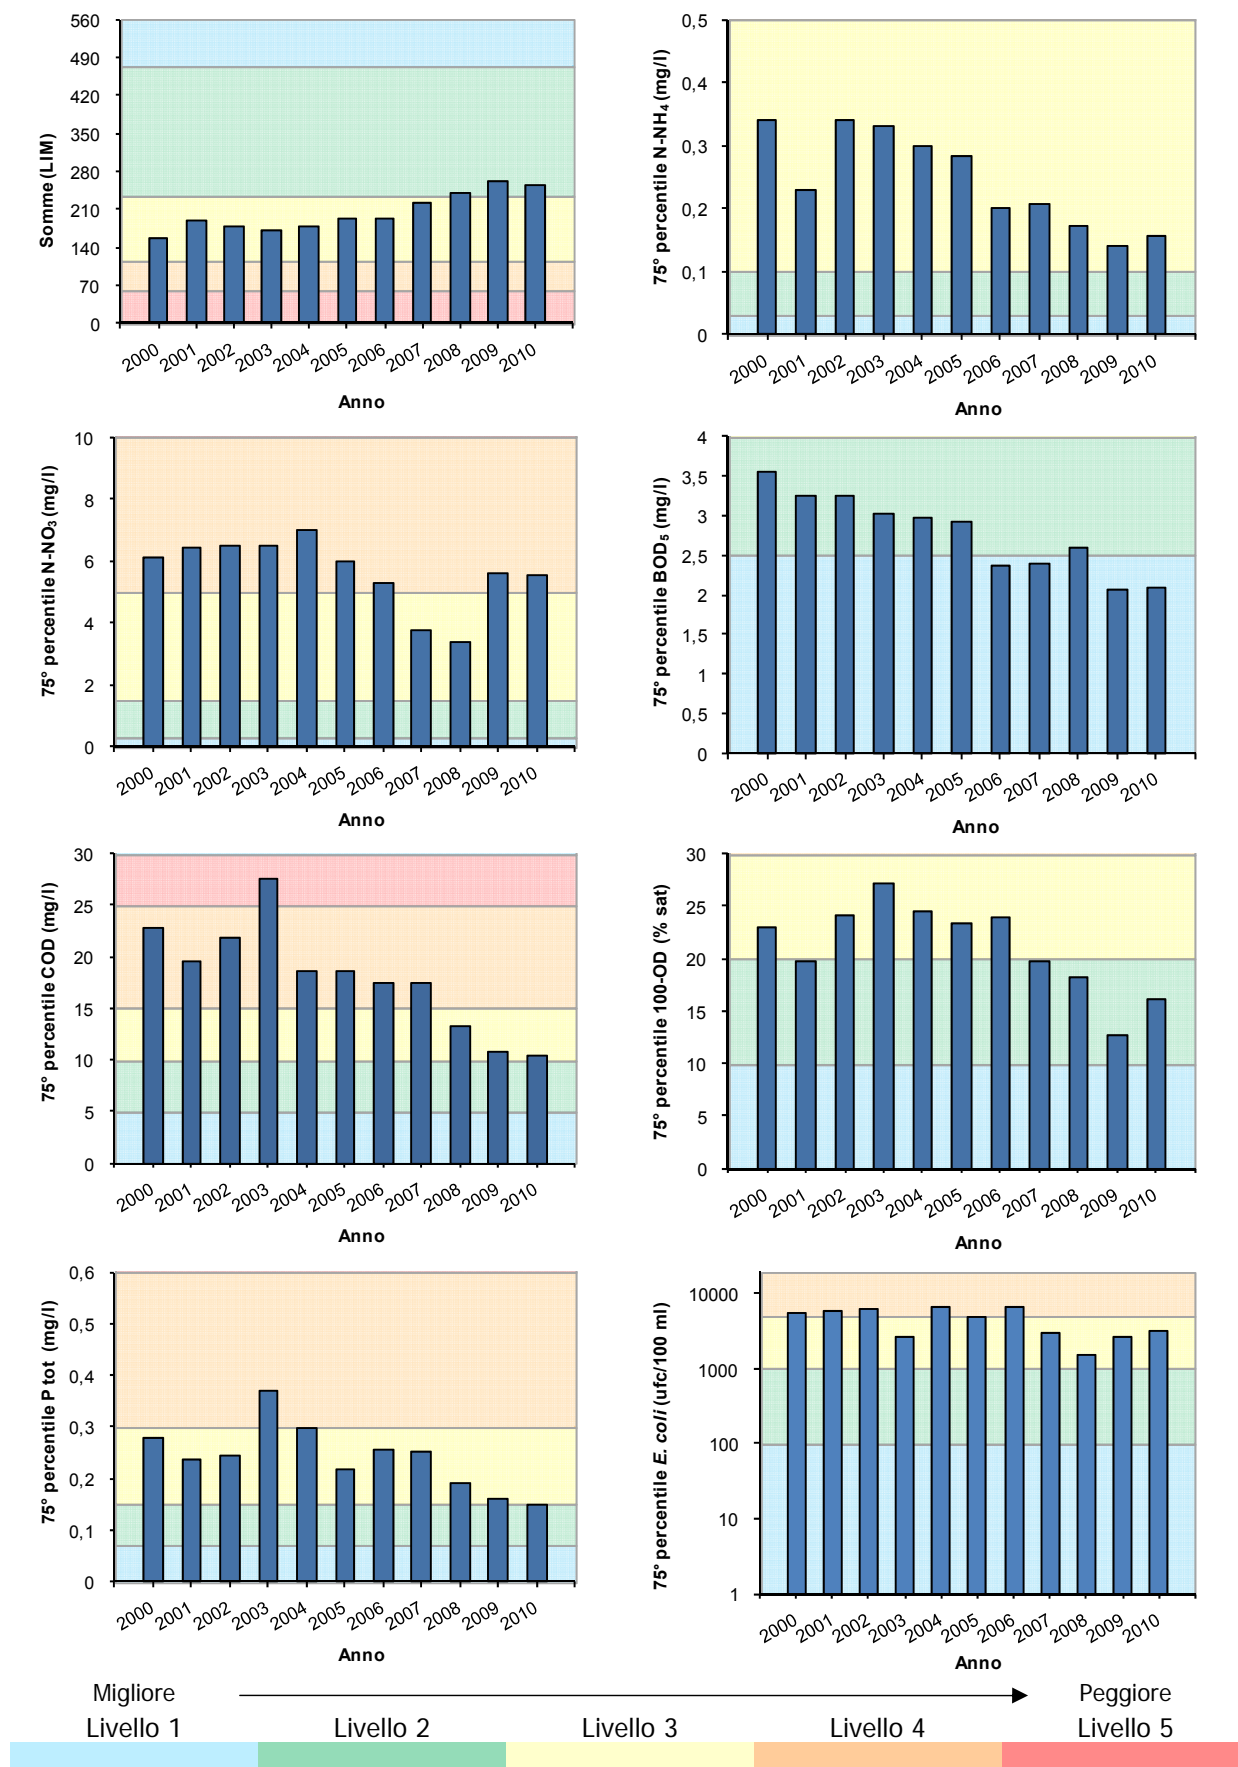 Somme (LIM)
560
490
420
350
280
210
140
70
0
2000 2001 2002 2003 2004 2005 2006 2007 2008 2009 2010
Anno
75° percentile N-NH4 (mg/l)
0,5
0,4
0,3
0,2
0,1
0
2000 2001 2002 2003 2004 2005 2006 2007 2008 2009 2010
Anno
75° percentile N-NO3 (mg/l)
10
8
6
4
2
0
2000 2001 2002 2003 2004 2005 2006 2007 2008 2009 2010
Anno
75° percentile BOD5 (mg/l)
4
3,5
3
2,5
2
1,5
1
0,5
0
2000 2001 2002 2003 2004 2005 2006 2007 2008 2009 2010
Anno
75° percentile COD (mg/l)
30
25
20
15
10
5
0
2000 2001 2002 2003 2004 2005 2006 2007 2008 2009 2010
Anno
75° percentile 100-OD (% sat)
30
25
20
15
10
5
0
2000 2001 2002 2003 2004 2005 2006 2007 2008 2009 2010
Anno
75° percentile P tot (mg/l)
0,6
0,5
0,4
0,3
0,2
0,1
0
2000 2001 2002 2003 2004 2005 2006 2007 2008 2009 2010
Anno
75° percentile E. coli (ufc/100 ml)
10000
1000
100
10
1
2000 2001 2002 2003 2004 2005 2006 2007 2008 2009 2010
Anno
Migliore Peggiore
Livello 1 Livello 2 Livello 3 Livello 4 Livello 5